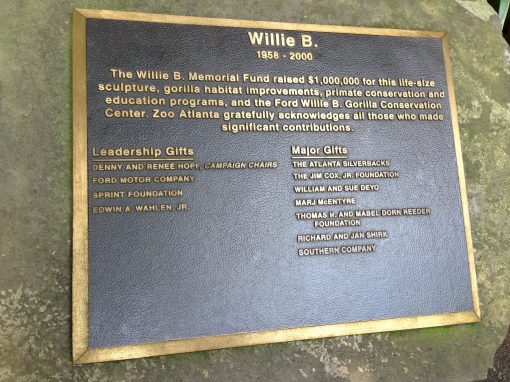 Willie B.
1958 - 2000
The Willie B. Memorial Fund raised $1,000,000 for this life-size
sculpture, gorilla habitat improvements, primate conservation and
education programs, and the Ford Willie B. Gorilla Conservation
Center. Zoo Atlanta gratefully acknowledges all those who made
significant contributions.
Leadership Gifts
DENNY AND RENEÉ HOPF, CAMPAIGN CHAIRS
FORD MOTOR COMPANY
SPRINT FOUNDATION
EDWIN A. WAHLEN, JR.
Major Gifts
THE ATLANTA SILVERBACKS
THE JIM COX, JR. FOUNDATION
WILLIAM AND SUE DEYO
MARJ McENTYRE
THOMAS H. AND MABEL DORN REEDER
FOUNDATION
RICHARD AND JAN SHIRK
SOUTHERN COMPANY